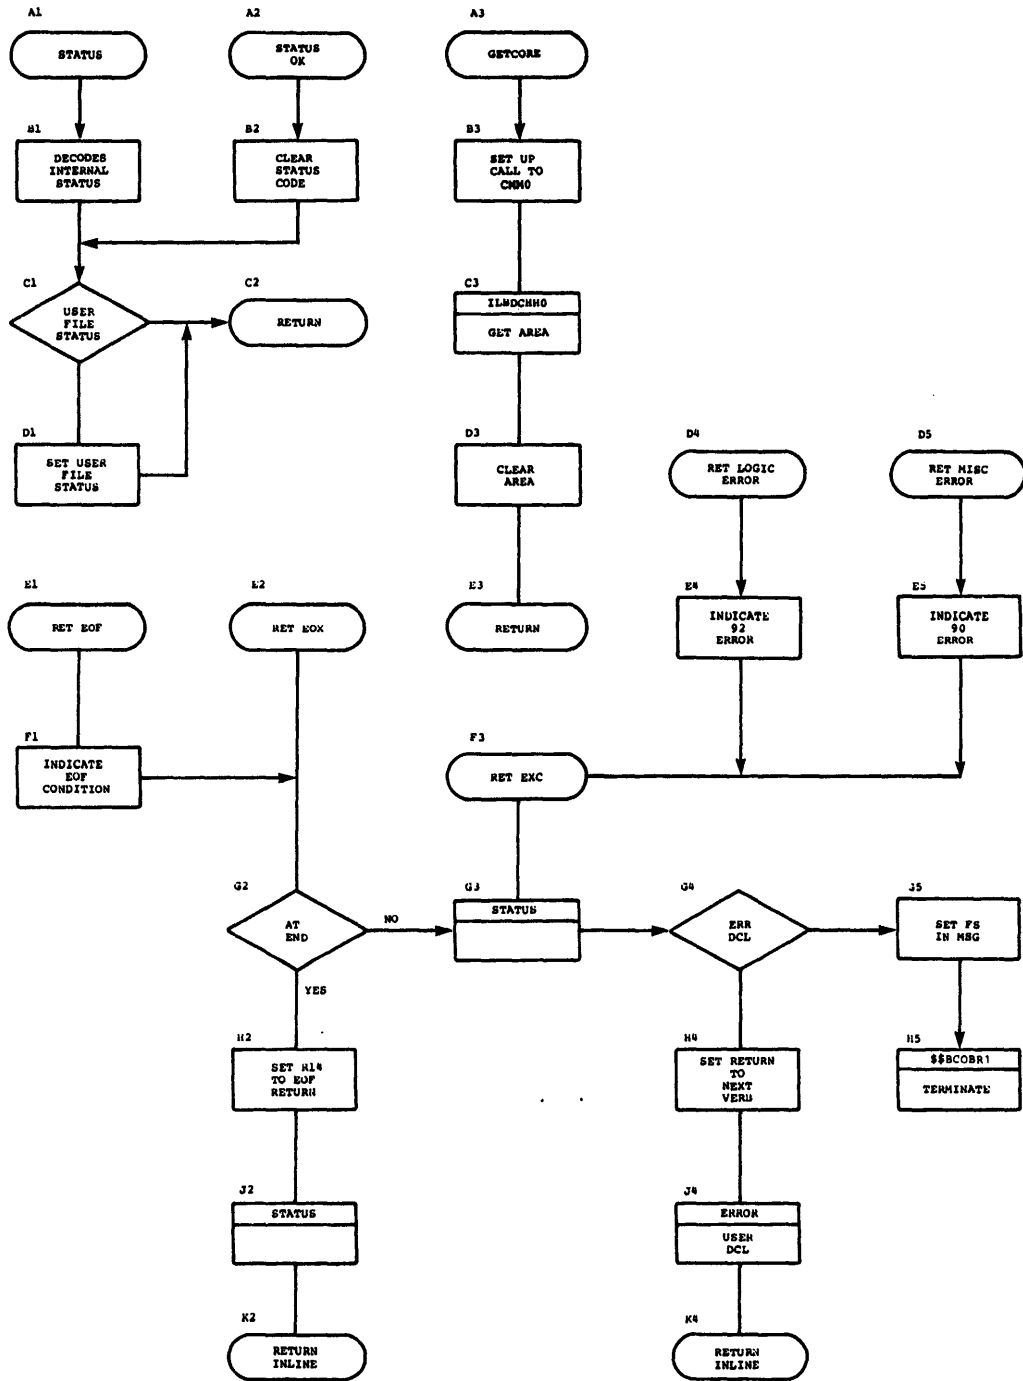 A1
A2
A3
STATUS
STATUS
OK
GETCORE
B1
B2
B3
DECODES
INTERNAL
STATUS
CLEAR
STATUS
CODE
SET UP
CALL TO
CMM0
C1
C2
C3
USER
FILE
STATUS
RETURN
ILBDCMM0
GET AREA
D1
D3
D4
D5
SET USER
FILE
STATUS
CLEAR
AREA
RET LOGIC
ERROR
RET MISC
ERROR
E1
E2
E3
E4
E5
RET EOF
RET EOX
RETURN
INDICATE
92
ERROR
INDICATE
90
ERROR
F1
F3
INDICATE
EOF
CONDITION
RET EXC
G2
G3
G4
J5
AT
END
NO
YES
STATUS
ERR
DCL
SET FS
IN MSG
H2
H4
H5
SET R14
TO EOF
RETURN
SET RETURN
TO
NEXT
VERB
$$BCOBR1
TERMINATE
J2
J4
STATUS
ERROR
USER
DCL
K2
K4
RETURN
INLINE
RETURN
INLINE